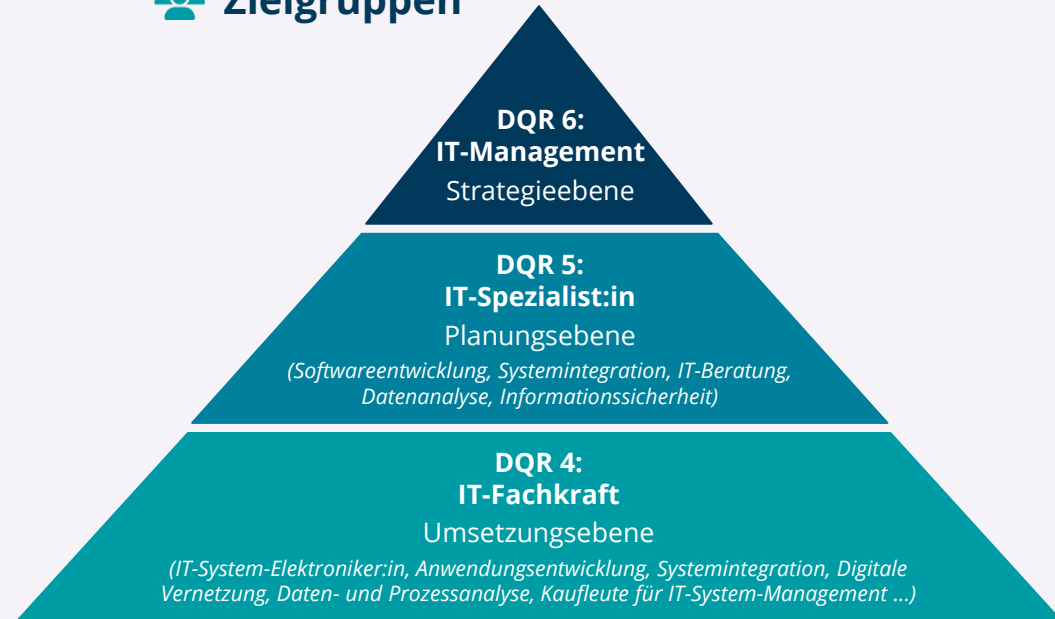 Zielgruppen
DQR 6:
IT-Management
Strategieebene
DQR 5:
IT-Spezialist:in
Planungsebene
(Softwareentwicklung, Systemintegration, IT-Beratung,
Datenanalyse, Informationssicherheit)
DQR 4:
IT-Fachkraft
Umsetzungsebene
(IT-System-Elektroniker:in, Anwendungsentwicklung, Systemintegration, Digitale
Vernetzung, Daten- und Prozessanalyse, Kaufleute für IT-System-Management ...)